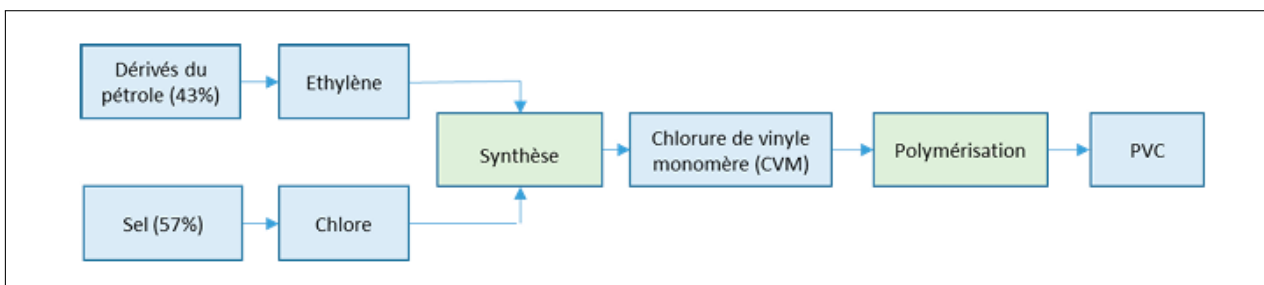 Dérivés du
pétrole (43%)
Ethylène
Synthèse
Chlorure de vinyle
monomère (CVM)
Polymérisation
PVC
Sel (57%)
Chlore